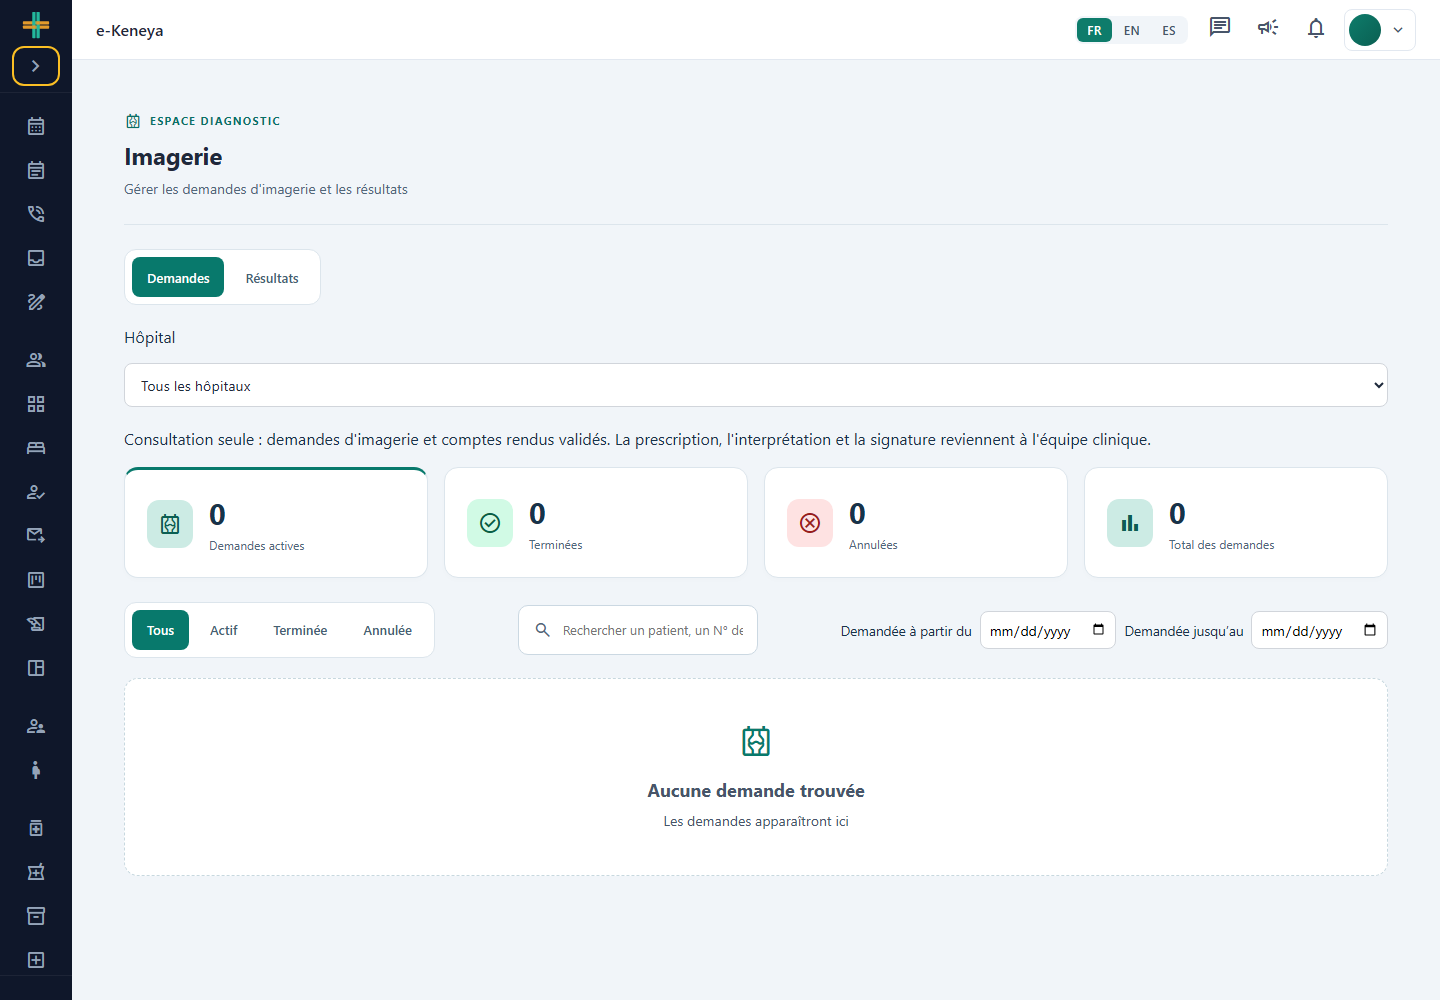 e-Keneya
FR EN ES
ESPACE DIAGNOSTIC
Imagerie
Gérer les demandes d'imagerie et les résultats
Demandes Résultats
Hôpital
Tous les hôpitaux
Consultation seule : demandes d'imagerie et comptes rendus validés. La prescription, l'interprétation et la signature reviennent à l'équipe clinique.
0
Demandes actives
0
Terminées
0
Annulées
0
Total des demandes
Tous Actif Terminée Annulée
Rechercher un patient, un N° de
Demandée à partir du mm/dd/yyyy Demandée jusqu'au mm/dd/yyyy
Aucune demande trouvée
Les demandes apparaîtront ici